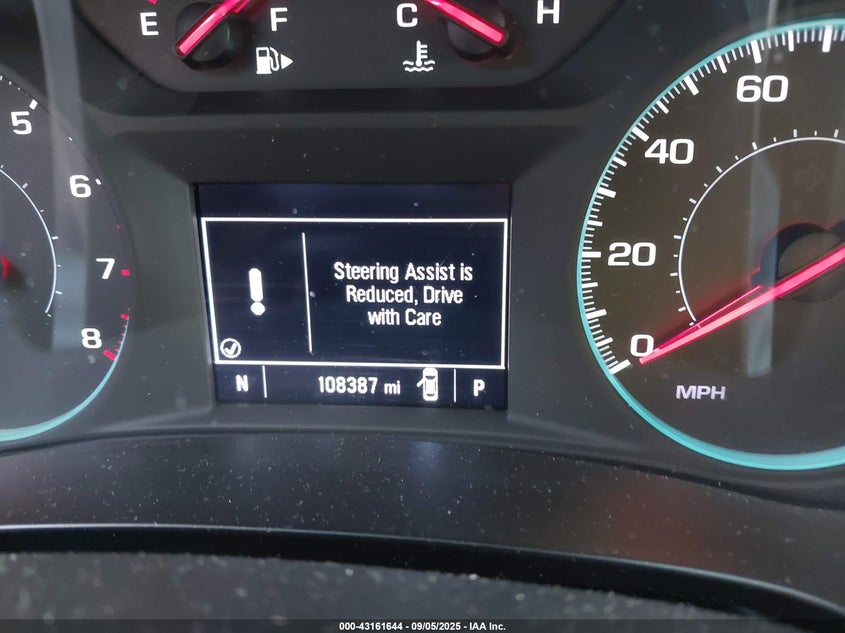 E F C H
5
6
7
8
60
40
20
0
MPH
Steering Assist is
Reduced, Drive
with Care
N 108387 mi P
000-43161644 - 09/05/2025 - IAA Inc.